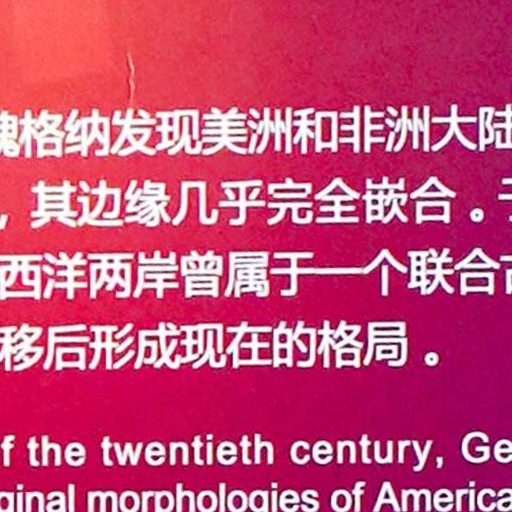 魏格纳发现美洲和非洲大陆
，其边缘几乎完全嵌合。于
西洋两岸曾属于一个联合古
移后形成现在的格局。
f the twentieth century, Ge
ginal morphologies of America